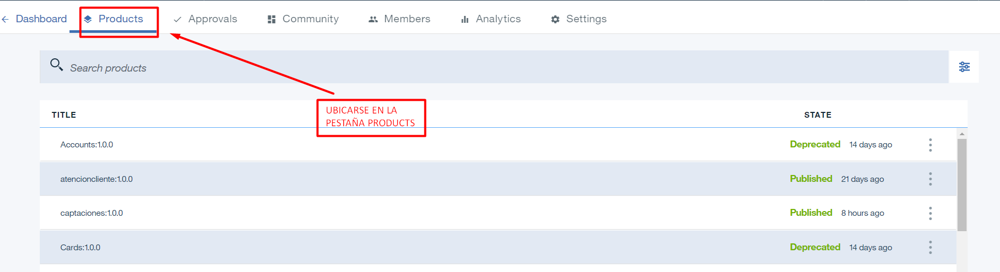 Dashboard Products Approvals Community Members Analytics Settings
Search products
TITLE STATE
UBICARSE EN LA
PESTAÑA PRODUCTS
Accounts:1.0.0 Deprecated 14 days ago
atencioncliente:1.0.0 Published 21 days ago
captaciones:1.0.0 Published 8 hours ago
Cards:1.0.0 Deprecated 14 days ago